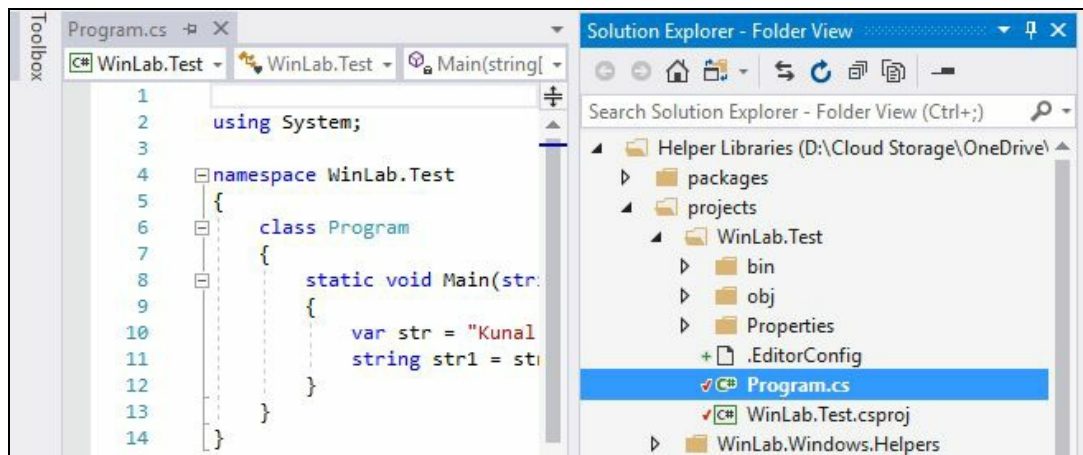 Toolbox
Program.cs
C# WinLab.Test
WinLab.Test
Main(string[
1
2 using System;
3
4 namespace WinLab.Test
5 {
6 class Program
7 {
8 static void Main(str
9 {
10 var str = "Kunal
11 string str1 = st
12 }
13 }
14 }
Solution Explorer - Folder View
Search Solution Explorer - Folder View (Ctrl+;)
Helper Libraries (D:\Cloud Storage\OneDrive\
packages
projects
WinLab.Test
bin
obj
Properties
.EditorConfig
C# Program.cs
C# WinLab.Test.csproj
WinLab.Windows.Helpers